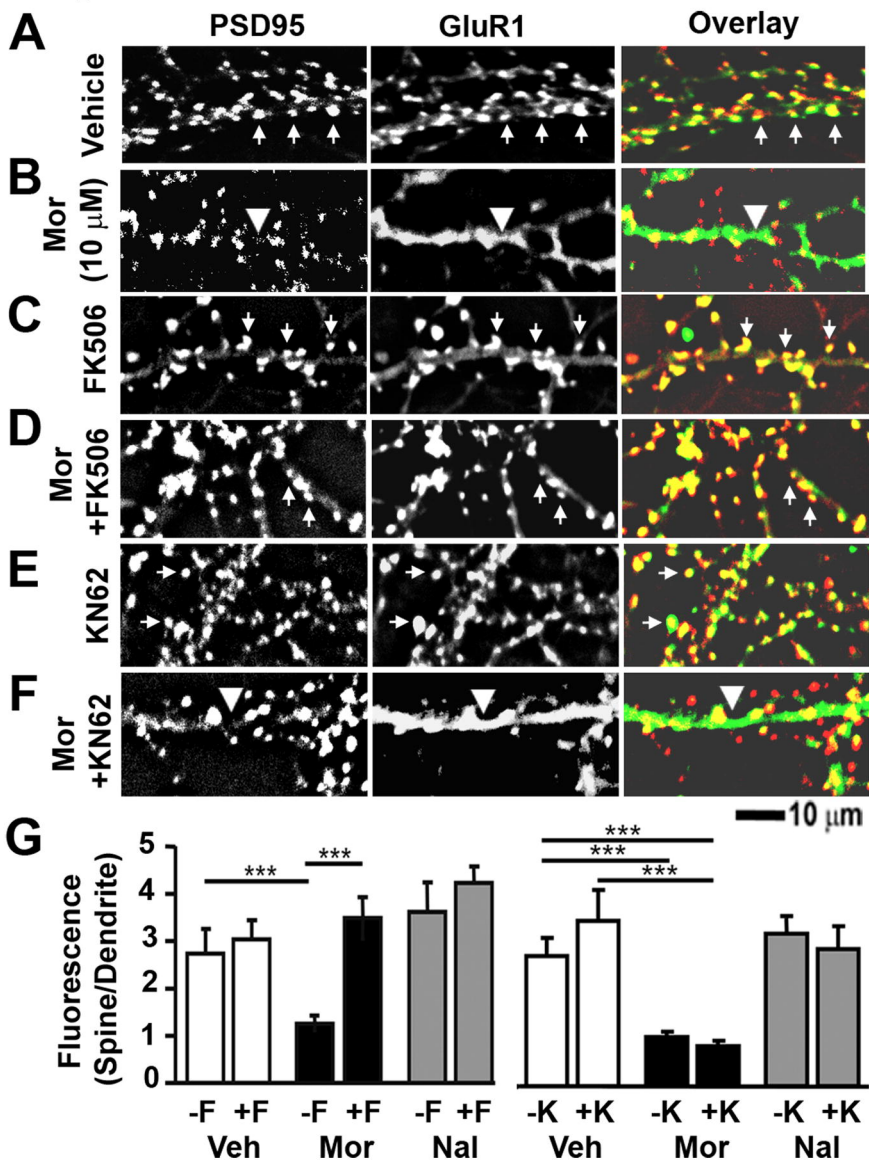 A PSD95 GluR1 Overlay
Vehicle
B Mor (10 μM)
C FK506
D Mor +FK506
E KN62
F Mor +KN62
10 μm
G
Fluorescence
(Spine/Dendrite)
5
4
3
2
1
0
*** *** *** *** ***
-F +F -F +F -F +F -K +K -K +K -K +K
Veh Mor Nal Veh Mor Nal